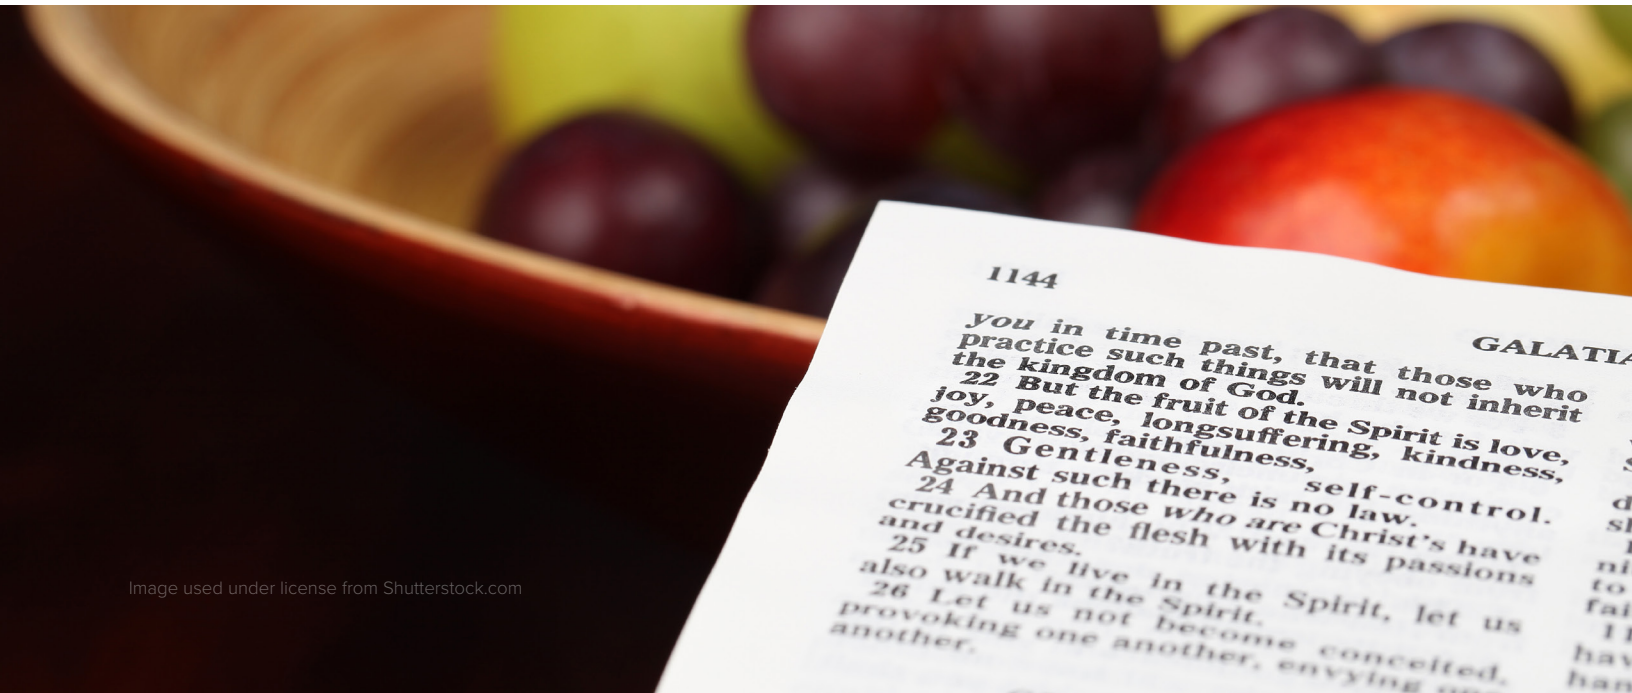 1144
GALATIA
you in time past, that those who
practice such things will not inherit
the kingdom of God.
22 But the fruit of the Spirit is love,
joy, peace, longsuffering, kindness,
goodness, faithfulness,
23 Gentleness, self-control.
Against such there is no law.
24 And those who are Christ's have
crucified the flesh with its passions
and desires.
25 If we live in the Spirit, let us
also walk in the Spirit.
26 Let us not become conceited,
provoking one another, envying
another.
Image used under license from Shutterstock.com